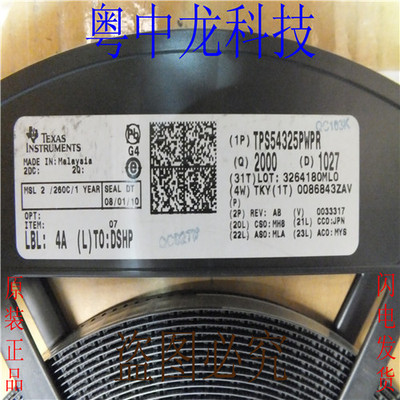 粤中龙科技
TEXAS
INSTRUMENTS
MADE IN: Malaysia
2DC: 2Q:
G4
MSL 2 /260C/1 YEAR SEAL DT
08/01/10
OPT:
ITEM: 07
LBL: 4A (L)TO:DSHP
(1P) TPS54325PWPR
(Q) 2000 (D) 1027
(31T)LOT: 3264180ML0
(4W) TKY(1T) 0086843ZAV
(P)
(2P) REV: AB (V) 0033317
(20L) CSO:MH8 (21L) CCO:JPN
(22L) ASO:MLA (23L) ACO:MYS
原装正品
闪电发货
盗图必究